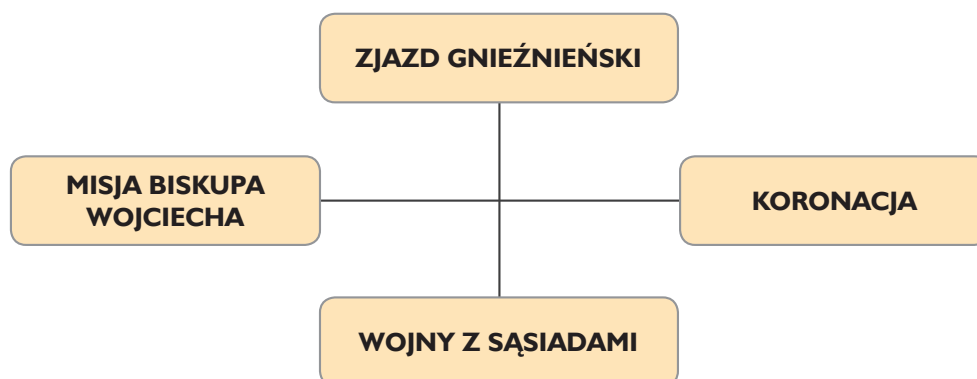 ZJAZD GNIEŹNIEŃSKI
MISJA BISKUPA
WOJCIECHA
KORONACJA
WOJNY Z SĄSIADAMI